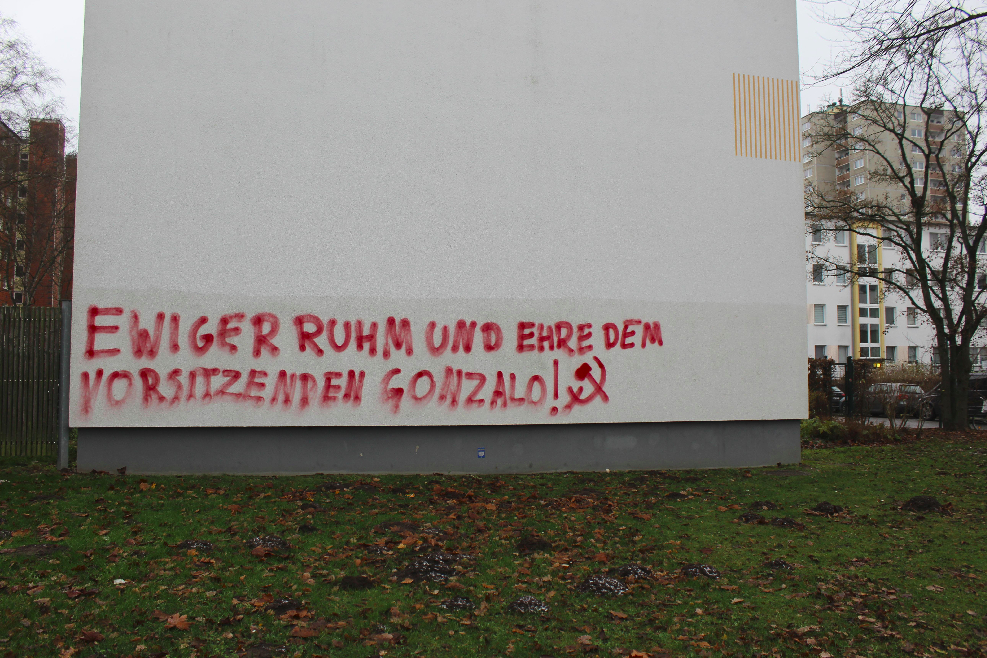 EWIGER RUHM UND EHRE DEM
VORSITZENDEN GONZALO!